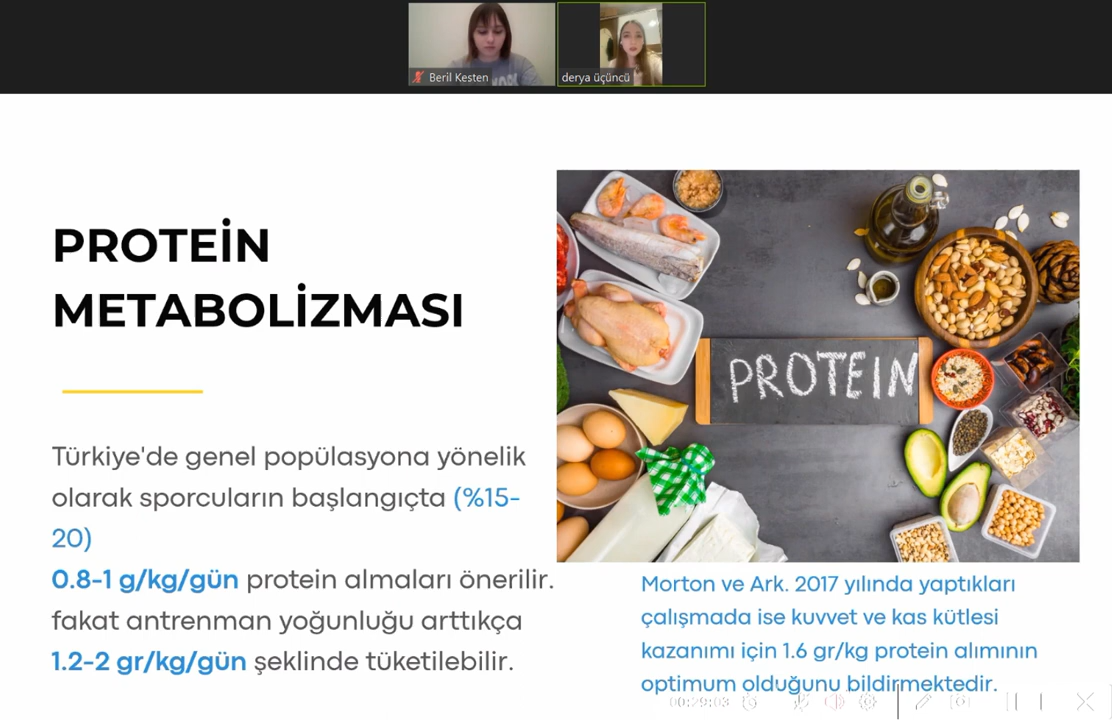 Beril Kesten
derya üçüncü
PROTEİN
METABOLİZMASI
PROTEIN
Türkiye'de genel popülasyona yönelik
olarak sporcuların başlangıçta (%15-
20)
0.8-1 g/kg/gün protein almaları önerilir.
fakat antrenman yoğunluğu arttıkça
1.2-2 gr/kg/gün şeklinde tüketilebilir.
Morton ve Ark. 2017 yılında yaptıkları
çalışmada ise kuvvet ve kas kütlesi
kazanımı için 1.6 gr/kg protein alımının
optimum olduğunu bildirmektedir.
00:29:03